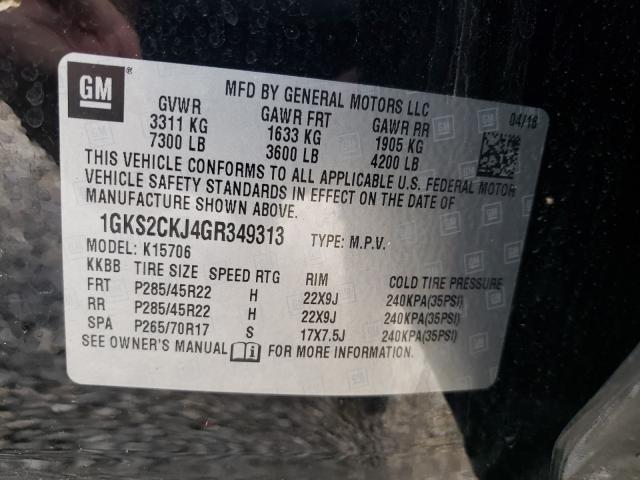 GM
MFD BY GENERAL MOTORS LLC
04/16
GVWR GAWR FRT GAWR RR
3311 KG 1633 KG 1905 KG
7300 LB 3600 LB 4200 LB
THIS VEHICLE CONFORMS TO ALL APPLICABLE U.S. FEDERAL MOTOR
VEHICLE SAFETY STANDARDS IN EFFECT ON THE DATE OF
MANUFACTURE SHOWN ABOVE.
1GKS2CKJ4GR349313 TYPE: M.P.V.
MODEL: K15706
KKBB TIRE SIZE SPEED RTG RIM COLD TIRE PRESSURE
FRT P285/45R22 H 22X9J 240KPA(35PSI)
RR P285/45R22 H 22X9J 240KPA(35PSI)
SPA P265/70R17 S 17X7.5J 240KPA(35PSI)
SEE OWNER'S MANUAL FOR MORE INFORMATION.